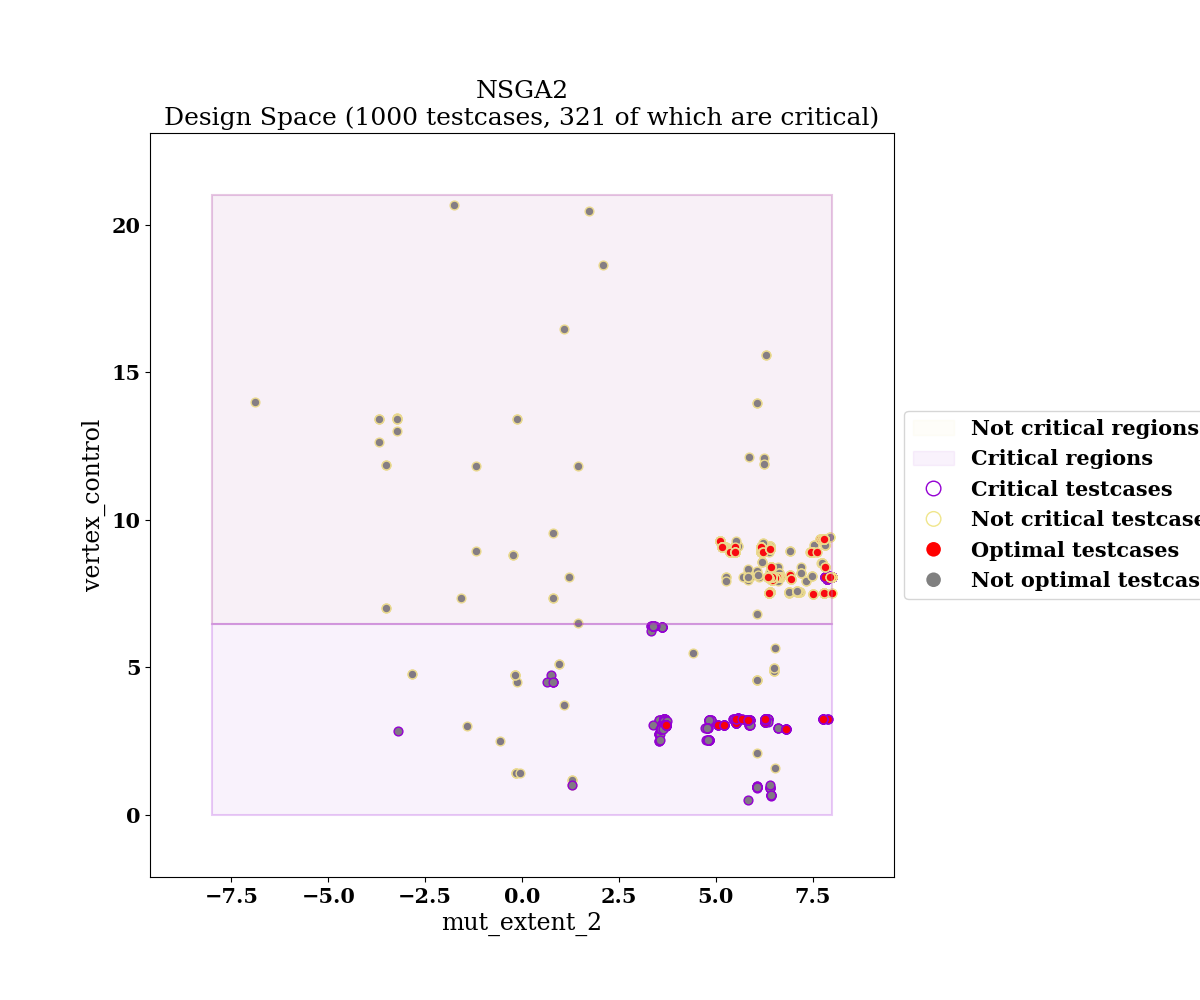 NSGA2
Design Space (1000 testcases, 321 of which are critical)
20
15
10
5
0
vertex_control
−7.5
−5.0
−2.5
0.0
2.5
5.0
7.5
mut_extent_2
Not critical regions
Critical regions
Critical testcases
Not critical testcase
Optimal testcases
Not optimal testcas